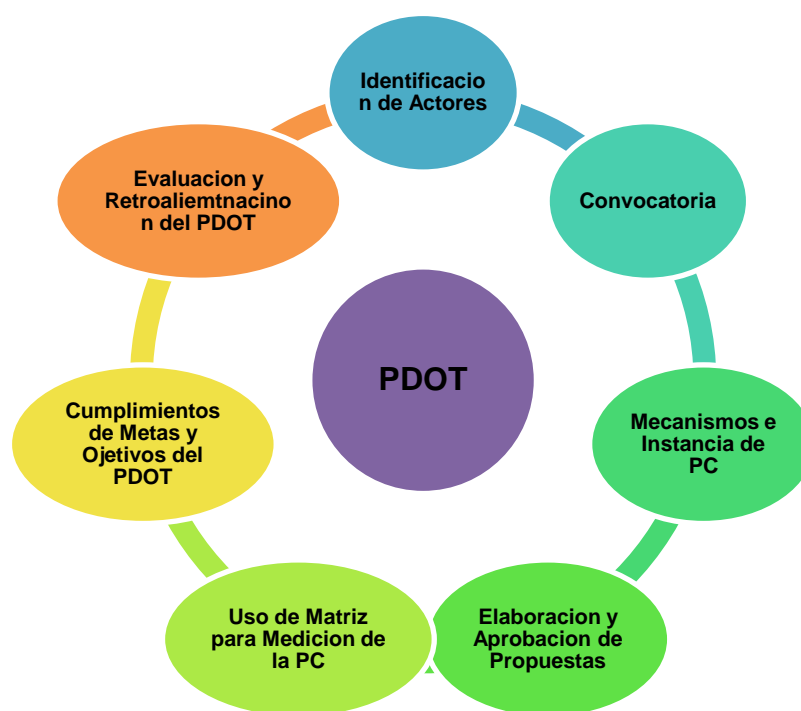 Identificacio
n de Actores
Convocatoria
Mecanismos e
Instancia de
PC
Elaboracion y
Aprobacion de
Propuestas
Uso de Matriz
para Medicion de
la PC
Cumplimientos
de Metas y
Ojetivos del
PDOT
Evaluacion y
Retroaliemtnacino
n del PDOT
PDOT